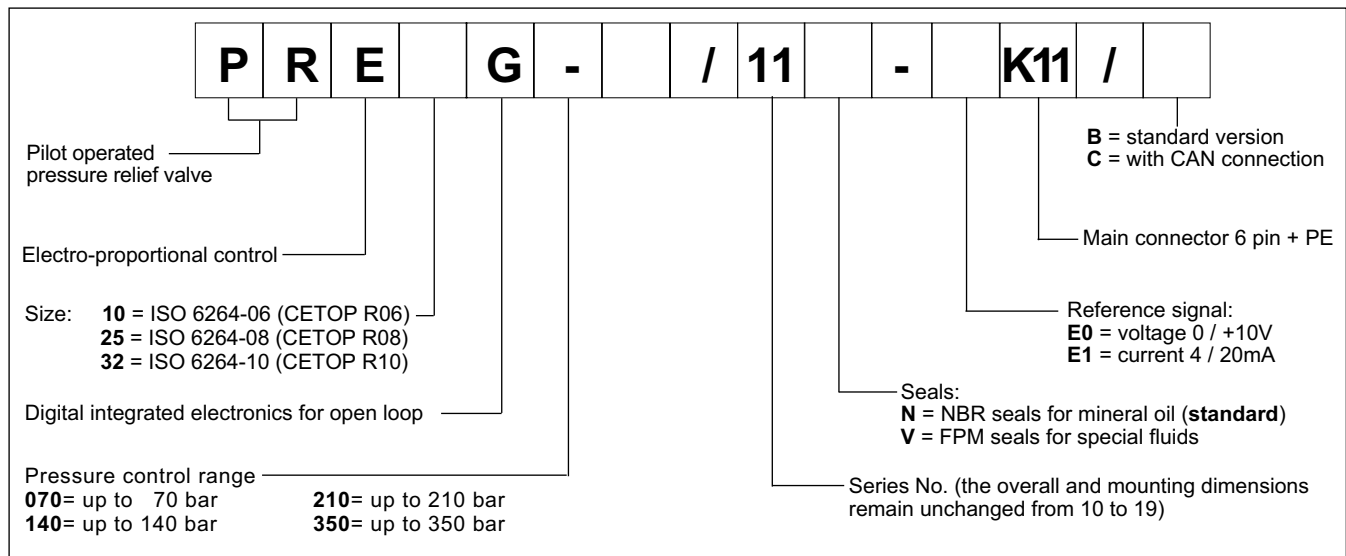 P R E G - / 11 - K11 /
Pilot operated
pressure relief valve
Electro-proportional control
Size: 10 = ISO 6264-06 (CETOP R06)
25 = ISO 6264-08 (CETOP R08)
32 = ISO 6264-10 (CETOP R10)
Digital integrated electronics for open loop
Pressure control range
070= up to 70 bar 210= up to 210 bar
140= up to 140 bar 350= up to 350 bar
B = standard version
C = with CAN connection
Main connector 6 pin + PE
Reference signal:
E0 = voltage 0 / +10V
E1 = current 4 / 20mA
Seals:
N = NBR seals for mineral oil (standard)
V = FPM seals for special fluids
Series No. (the overall and mounting dimensions
remain unchanged from 10 to 19)